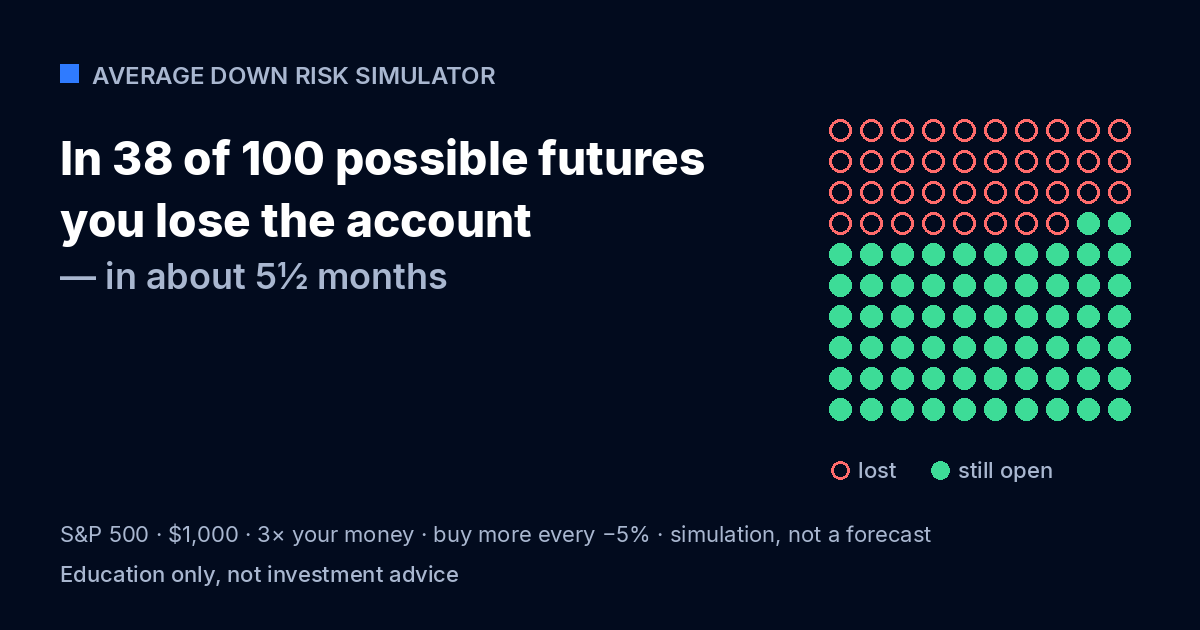 AVERAGE DOWN RISK SIMULATOR
In 38 of 100 possible futures
you lose the account
— in about 5½ months
lost
still open
S&P 500 · $1,000 · 3× your money · buy more every −5% · simulation, not a forecast
Education only, not investment advice